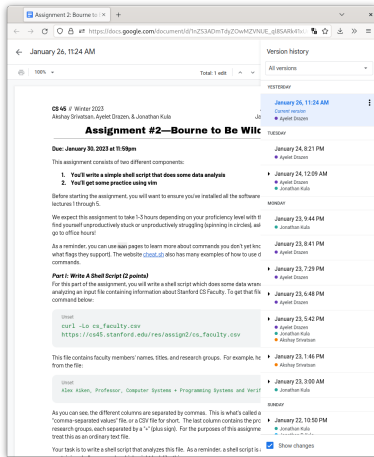 Assignment 2: Bourne to
https://docs.google.com/document/d/1nZS3ADmTdyZOwMZVNUE_
January 26, 11:24 AM
Version history
100%
Total: 1 edit
All versions
YESTERDAY
January 26, 11:24 AM
Current version
Ayelet Drazen
TUESDAY
January 24, 8:21 PM
Ayelet Drazen
January 24, 12:09 AM
Ayelet Drazen
Jonathan Kula
MONDAY
January 23, 9:44 PM
Jonathan Kula
January 23, 8:41 PM
Ayelet Drazen
January 23, 7:29 PM
Ayelet Drazen
January 23, 6:48 PM
Ayelet Drazen
January 23, 5:42 PM
Ayelet Drazen
Jonathan Kula
Akshay Srivatsan
January 23, 1:46 PM
Akshay Srivatsan
January 23, 3:00 AM
Jonathan Kula
SUNDAY
January 22, 10:50 PM
Jonathan Kula
Show changes
CS 45 // Winter 2023
Akshay Srivatsan, Ayelet Drazen, & Jonathan Kula
Assignment #2—Bourne to Be Wil
Due: January 30, 2023 at 11:59pm
This assignment consists of two different components:
1. You'll write a simple shell script that does some data analysis
2. You'll get some practice using vim
Before starting the assignment, you will want to ensure you've installed all the software
lectures 1 through 5.
We expect this assignment to take 1-3 hours depending on your proficiency level with t
find yourself unproductively stuck or unproductively struggling (spinning in circles), as
go to office hours!
As a reminder, you can use man pages to learn more about commands you don't yet kno
what flags they support). The website cheat.sh also has many examples of how to use d
commands.
Part I: Write A Shell Script (2 points)
For this part of the assignment, you will write a shell script which does some data wran
analyzing an input file containing information about Stanford CS Faculty. To get that fil
command below:
Unset
curl -Lo cs_faculty.csv
https://cs45.stanford.edu/res/assign2/cs_faculty.csv
This file contains faculty members' names, titles, and research groups. For example, he
from the file:
Unset
Alex Aiken, Professor, Computer Systems + Programming Systems and Verif
As you can see, the different columns are separated by commas. This is what's called a
"comma-separated values" file, or a CSV file for short. The last column contains the pro
research groups, each separated by a "+" (plus sign). For the purposes of this assignme
treat this as an ordinary text file.
Your task is to write a shell script that analyzes this file. As a reminder, a shell script is